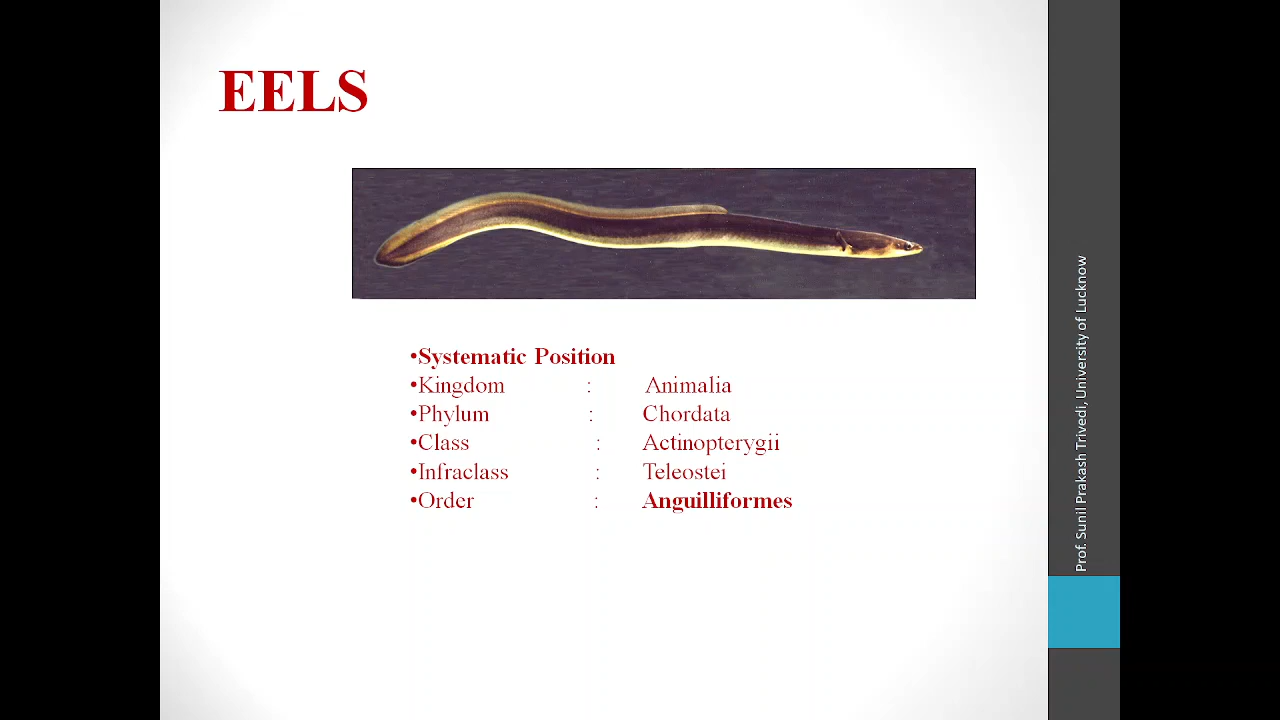 EELS
•Systematic Position
•Kingdom : Animalia
•Phylum : Chordata
•Class : Actinopterygii
•Infraclass : Teleostei
•Order : Anguilliformes
Prof. Sunil Prakash Trivedi, University of Lucknow